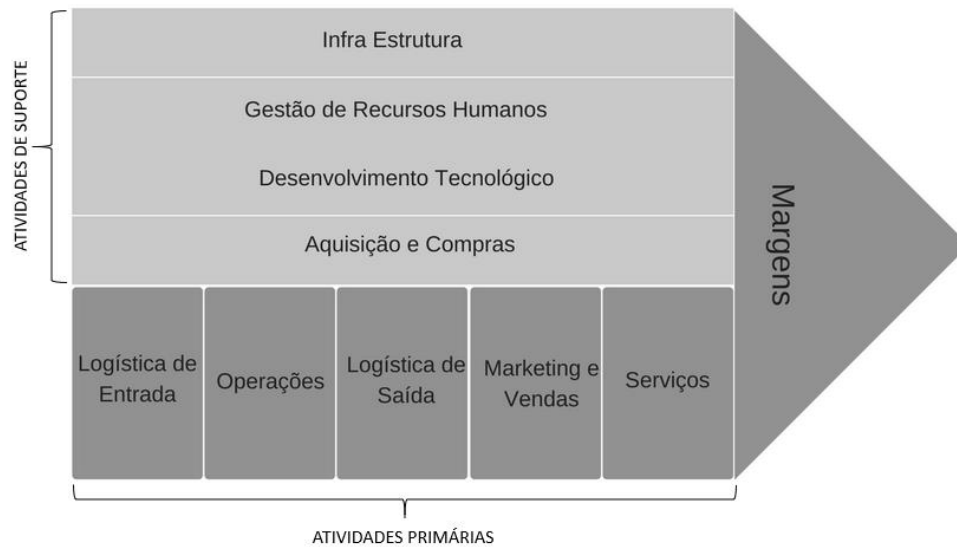 ATIVIDADES DE SUPORTE
Infra Estrutura
Gestão de Recursos Humanos
Desenvolvimento Tecnológico
Aquisição e Compras
Margens
Logística de
Entrada
Operações
Logística de
Saída
Marketing e
Vendas
Serviços
ATIVIDADES PRIMÁRIAS